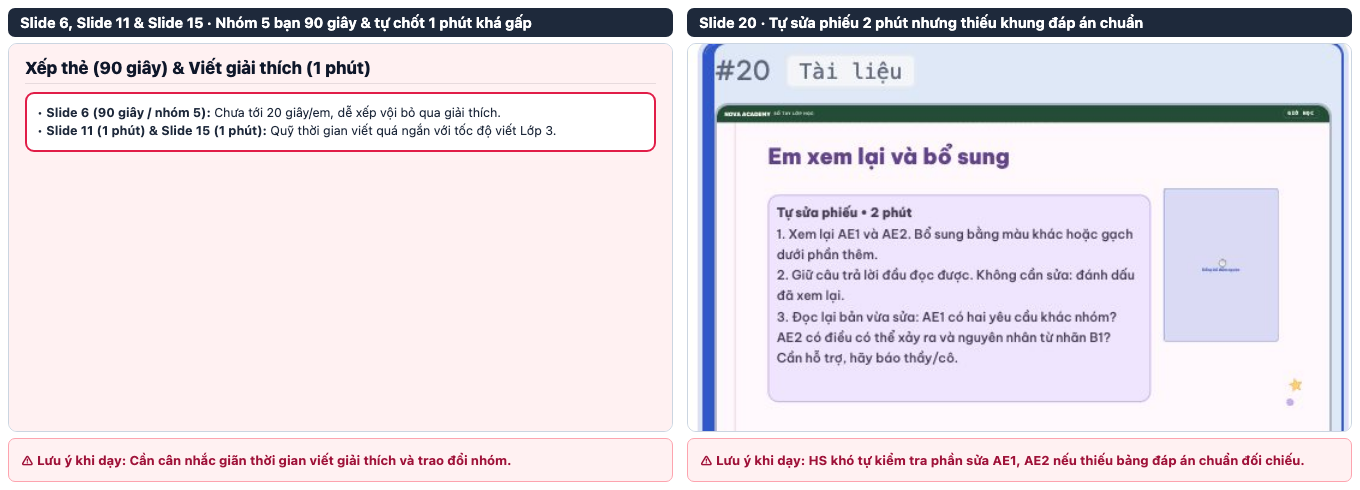 Slide 6, Slide 11 & Slide 15 · Nhóm 5 bạn 90 giây & tự chốt 1 phút khá gấp
Xếp thẻ (90 giây) & Viết giải thích (1 phút)
· Slide 6 (90 giây / nhóm 5): Chưa tới 20 giây/em, dễ xếp vội bỏ qua giải thích.
· Slide 11 (1 phút) & Slide 15 (1 phút): Quỹ thời gian viết quá ngắn với tốc độ viết Lớp 3.
⚠ Lưu ý khi dạy: Cần cân nhắc giãn thời gian viết giải thích và trao đổi nhóm.
Slide 20 · Tự sửa phiếu 2 phút nhưng thiếu khung đáp án chuẩn
#20 Tài liệu
NOVA ACADEMY SỔ TAY LỚP HỌC
Em xem lại và bổ sung
Tự sửa phiếu • 2 phút
1. Xem lại AE1 và AE2. Bổ sung bằng màu khác hoặc gạch
dưới phần thêm.
2. Giữ câu trả lời đầu đọc được. Không cần sửa: đánh dấu
đã xem lại.
3. Đọc lại bản vừa sửa: AE1 có hai yêu cầu khác nhóm?
AE2 có điều có thể xảy ra và nguyên nhân từ nhãn B1?
Cần hỗ trợ, hãy báo thầy/cô.
⚠ Lưu ý khi dạy: HS khó tự kiểm tra phần sửa AE1, AE2 nếu thiếu bảng đáp án chuẩn đối chiếu.